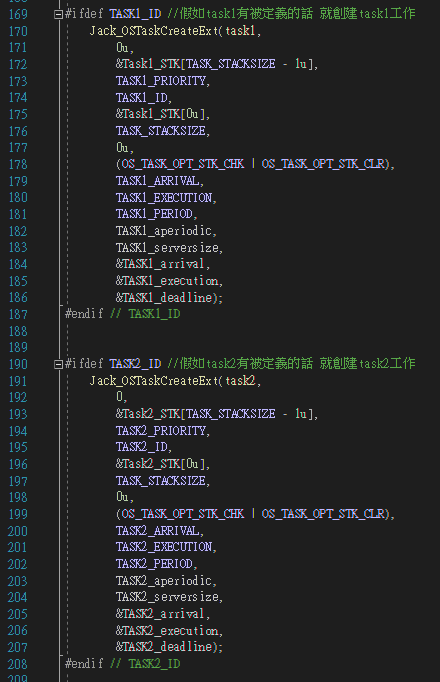 169 #ifdef TASK1_ID //假如task1有被定義的話 就創建task1工作
170 Jack_OSTaskCreateExt(task1,
171 0u,
172 &Task1_STK[TASK_STACKSIZE - 1u],
173 TASK1_PRIORITY,
174 TASK1_ID,
175 &Task1_STK[0u],
176 TASK_STACKSIZE,
177 0u,
178 (OS_TASK_OPT_STK_CHK | OS_TASK_OPT_STK_CLR),
179 TASK1_ARRIVAL,
180 TASK1_EXECUTION,
181 TASK1_PERIOD,
182 TASK1_aperiodic,
183 TASK1_serversize,
184 &TASK1_arrival,
185 &TASK1_execution,
186 &TASK1_deadline);
187 #endif // TASK1_ID
188
189
190 #ifdef TASK2_ID //假如task2有被定義的話 就創建task2工作
191 Jack_OSTaskCreateExt(task2,
192 0,
193 &Task2_STK[TASK_STACKSIZE - 1u],
194 TASK2_PRIORITY,
195 TASK2_ID,
196 &Task2_STK[0u],
197 TASK_STACKSIZE,
198 0u,
199 (OS_TASK_OPT_STK_CHK | OS_TASK_OPT_STK_CLR),
200 TASK2_ARRIVAL,
201 TASK2_EXECUTION,
202 TASK2_PERIOD,
203 TASK2_aperiodic,
204 TASK2_serversize,
205 &TASK2_arrival,
206 &TASK2_execution,
207 &TASK2_deadline);
208 #endif // TASK2_ID